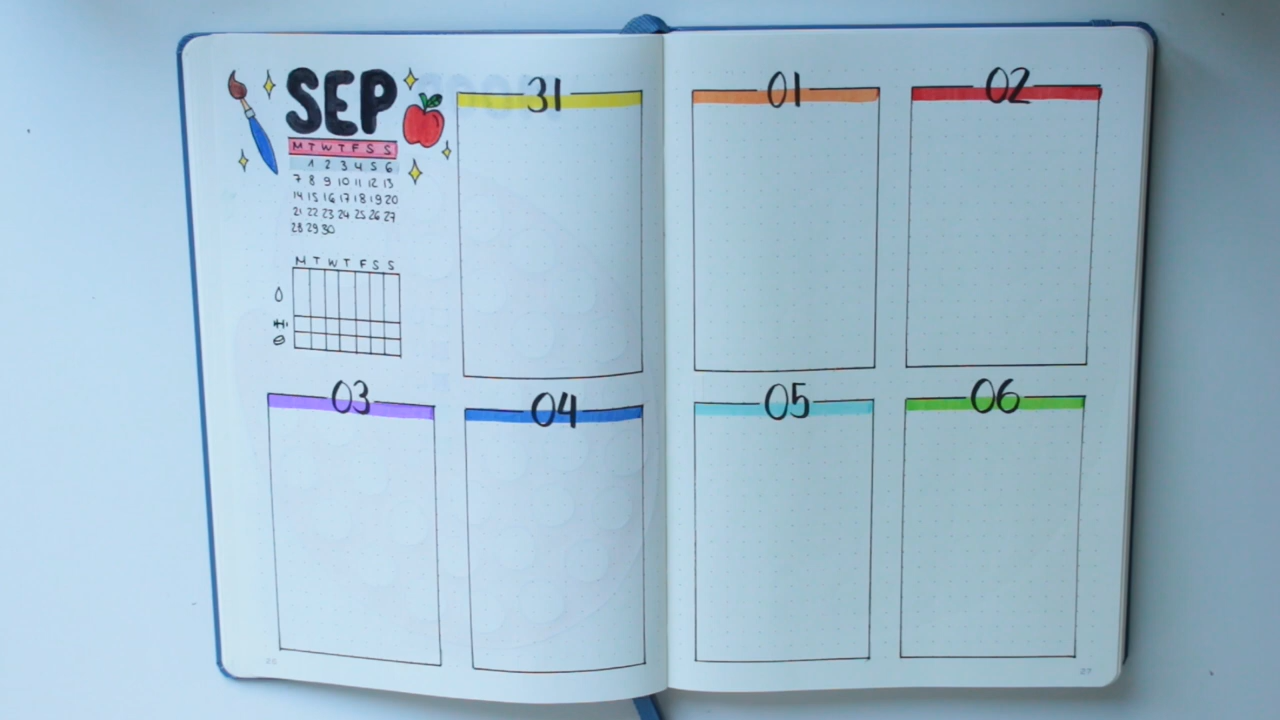 SEP
M T W T F S S
1 2 3 4 5 6
7 8 9 10 11 12 13
14 15 16 17 18 19 20
21 22 23 24 25 26 27
28 29 30
M T W T F S S
31
01
02
03
04
05
06
27